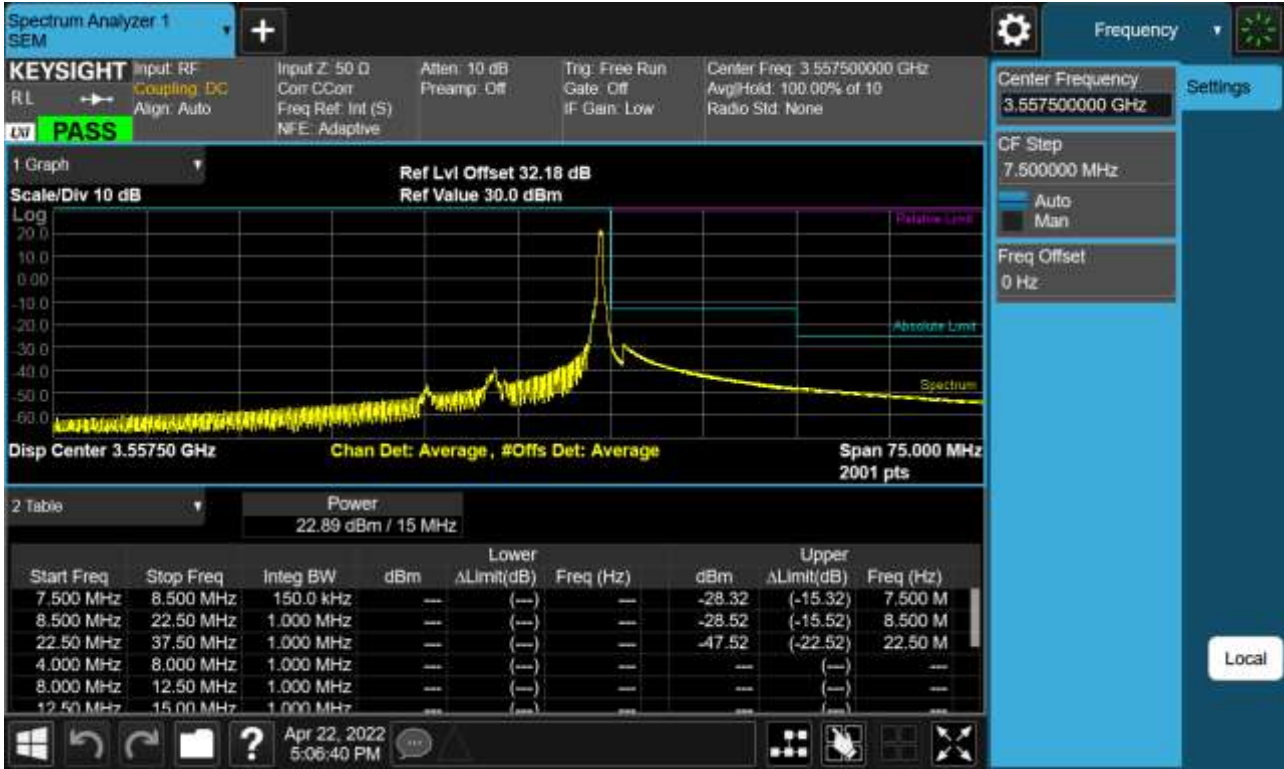 Spectrum Analyzer 1
SEM
+
Frequency
KEYSIGHT
RL
LXI
PASS
Input: RF
Coupling: DC
Align: Auto
Input Z: 50 Ω
Corr CCorr
Freq Ref: Int (S)
NFE: Adaptive
Atten: 10 dB
Preamp: Off
Trig: Free Run
Gate: Off
IF Gain: Low
Center Freq: 3.557500000 GHz
Avg|Hold: 100.00% of 10
Radio Std: None
Center Frequency
3.557500000 GHz
Settings
CF Step
7.500000 MHz
Auto
Man
Freq Offset
0 Hz
1 Graph
Scale/Div 10 dB
Ref Lvl Offset 32.18 dB
Ref Value 30.0 dBm
Log
20.0
10.0
0.00
-10.0
-20.0
-30.0
-40.0
-50.0
-60.0
Relative Limit
Absolute Limit
Spectrum
Disp Center 3.55750 GHz
Chan Det: Average, #Offs Det: Average
Span 75.000 MHz
2001 pts
2 Table
Power
22.89 dBm / 15 MHz
Lower Upper
Start Freq Stop Freq Integ BW dBm ΔLimit(dB) Freq (Hz) dBm ΔLimit(dB) Freq (Hz)
7.500 MHz 8.500 MHz 150.0 kHz --- (---) --- -28.32 (-15.32) 7.500 M
8.500 MHz 22.50 MHz 1.000 MHz --- (---) --- -28.52 (-15.52) 8.500 M
22.50 MHz 37.50 MHz 1.000 MHz --- (---) --- -47.52 (-22.52) 22.50 M
4.000 MHz 8.000 MHz 1.000 MHz --- (---) --- --- (---) ---
8.000 MHz 12.50 MHz 1.000 MHz --- (---) --- --- (---) ---
12.50 MHz 15.00 MHz 1.000 MHz --- (---) --- --- (---) ---
Local
?
Apr 22, 2022
5:06:40 PM